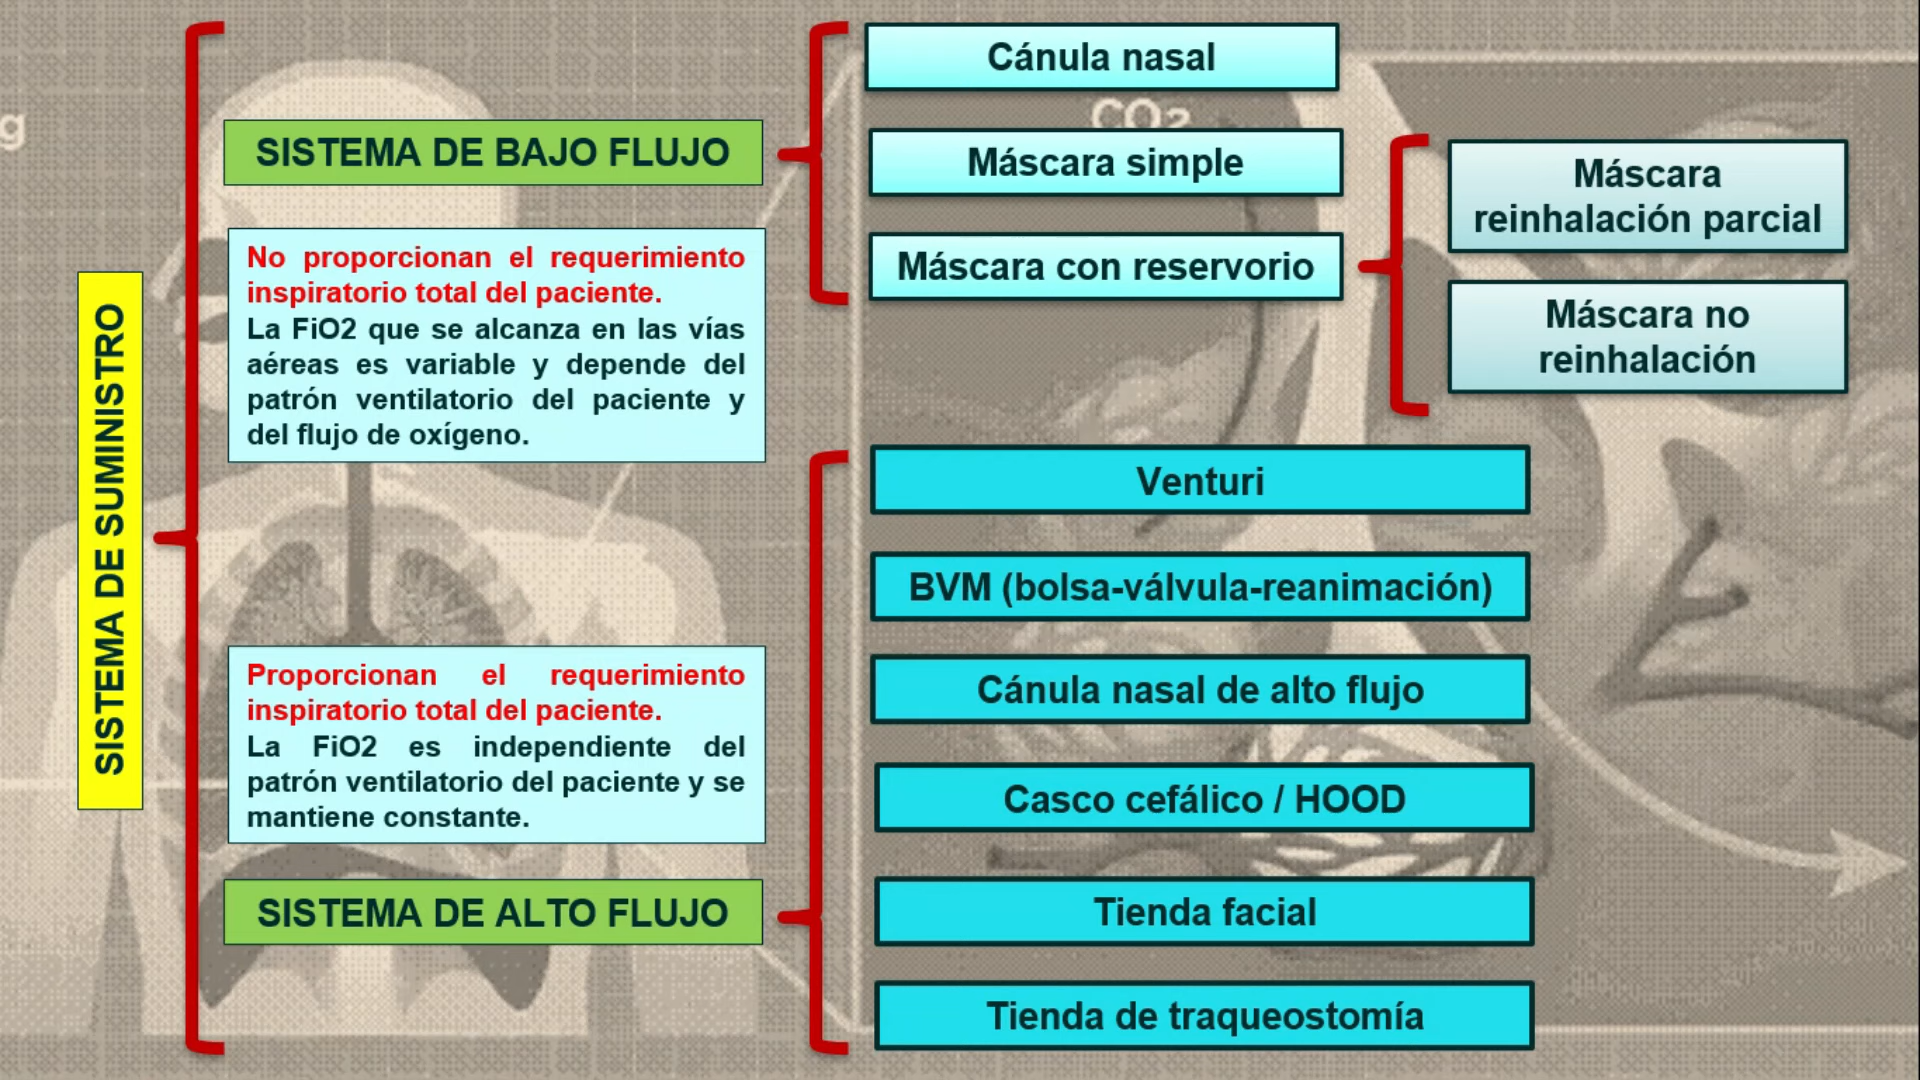 SISTEMA DE SUMINISTRO
SISTEMA DE BAJO FLUJO
No proporcionan el requerimiento
inspiratorio total del paciente.
La FiO2 que se alcanza en las vías
aéreas es variable y depende del
patrón ventilatorio del paciente y
del flujo de oxígeno.
Cánula nasal
CO2
Máscara simple
Máscara con reservorio
Máscara
reinhalación parcial
Máscara no
reinhalación
Proporcionan el requerimiento
inspiratorio total del paciente.
La FiO2 es independiente del
patrón ventilatorio del paciente y se
mantiene constante.
SISTEMA DE ALTO FLUJO
Venturi
BVM (bolsa-válvula-reanimación)
Cánula nasal de alto flujo
Casco cefálico / HOOD
Tienda facial
Tienda de traqueostomía
g